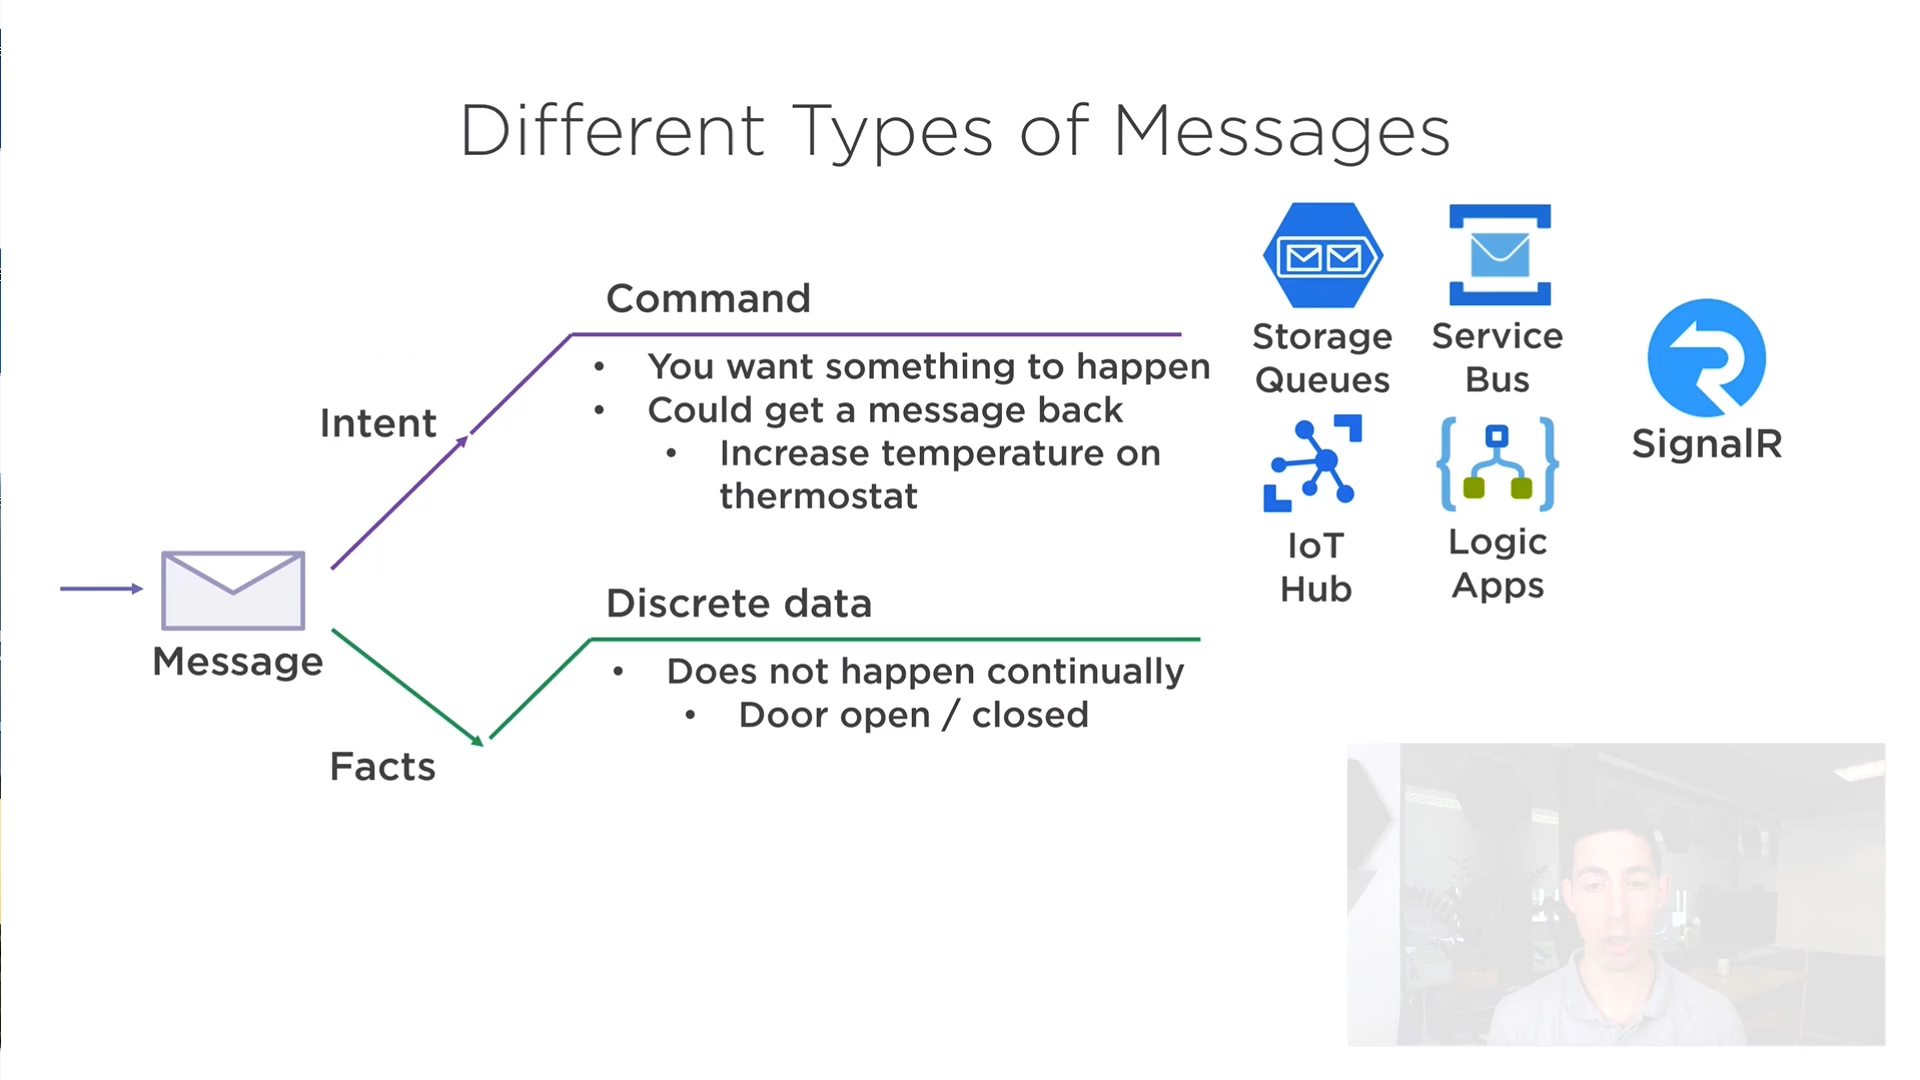 Different Types of Messages
Command
• You want something to happen
• Could get a message back
• Increase temperature on
thermostat
Intent
Message
Facts
Discrete data
• Does not happen continually
• Door open / closed
Storage
Queues
Service
Bus
SignalR
IoT
Hub
Logic
Apps